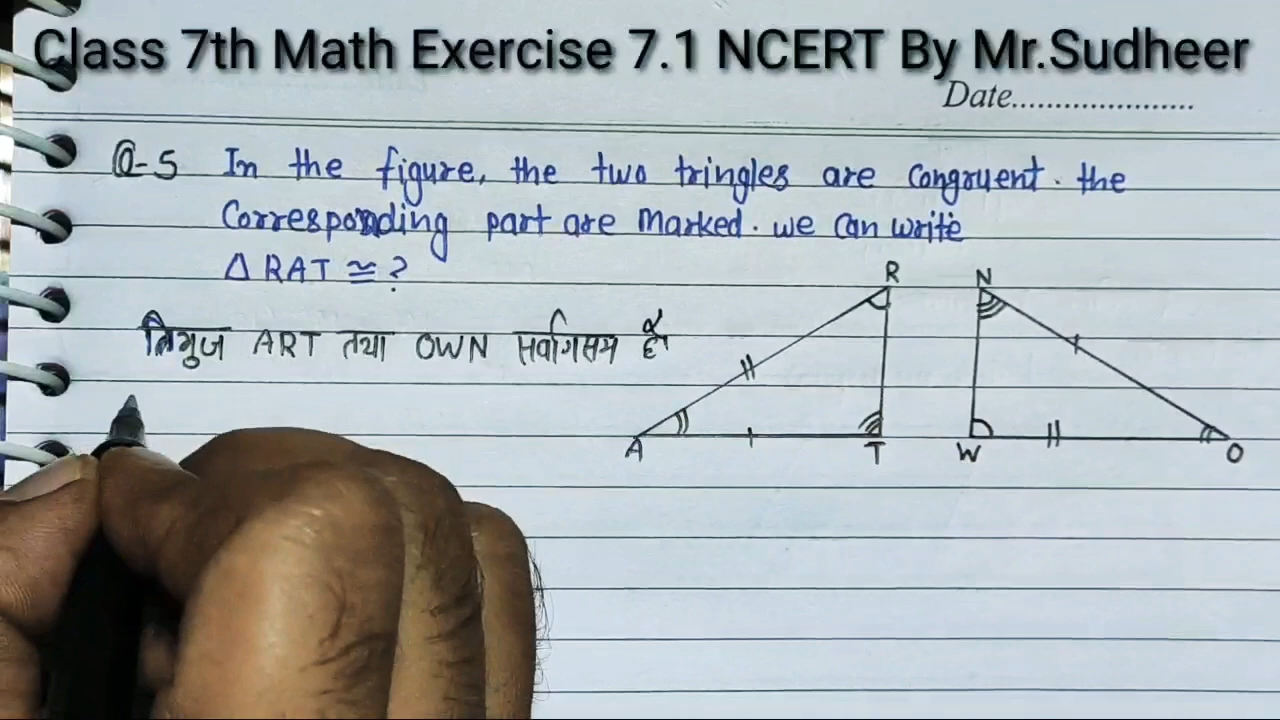 Class 7th Math Exercise 7.1 NCERT By Mr.Sudheer
Date.....................
Q-5 In the figure, the two tringles are congruent. the
Corresponding part are marked. we can write
Δ RAT ≅ ?
त्रिभुज ART तथा OWN सर्वांगसम है
R N
A T W O